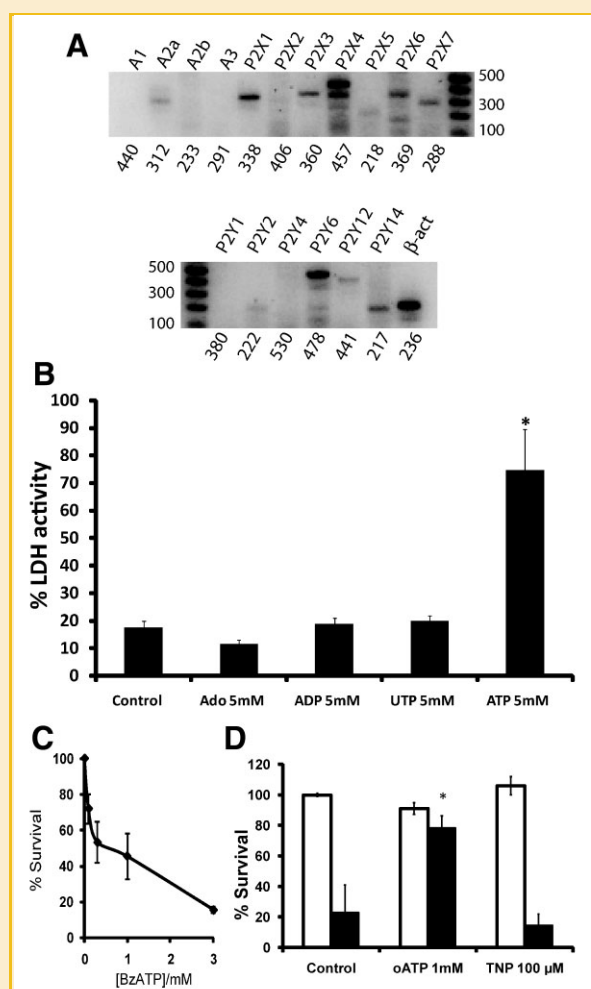 A
A1 A2a A2b A3 P2X1 P2X2 P2X3 P2X4 P2X5 P2X6 P2X7
500
300
100
440 312 233 291 338 406 360 457 218 369 288
P2Y1 P2Y2 P2Y4 P2Y6 P2Y12 P2Y14 β-act
500
300
100
380 222 530 478 441 217 236
B
% LDH activity
100
90
80
70
60
50
40
30
20
10
0
*
Control Ado 5mM ADP 5mM UTP 5mM ATP 5mM
C
% Survival
100
80
60
40
20
0
0 1 2 3
[BzATP]/mM
D
% Survival
120
100
80
60
40
20
0
*
Control oATP 1mM TNP 100 μM